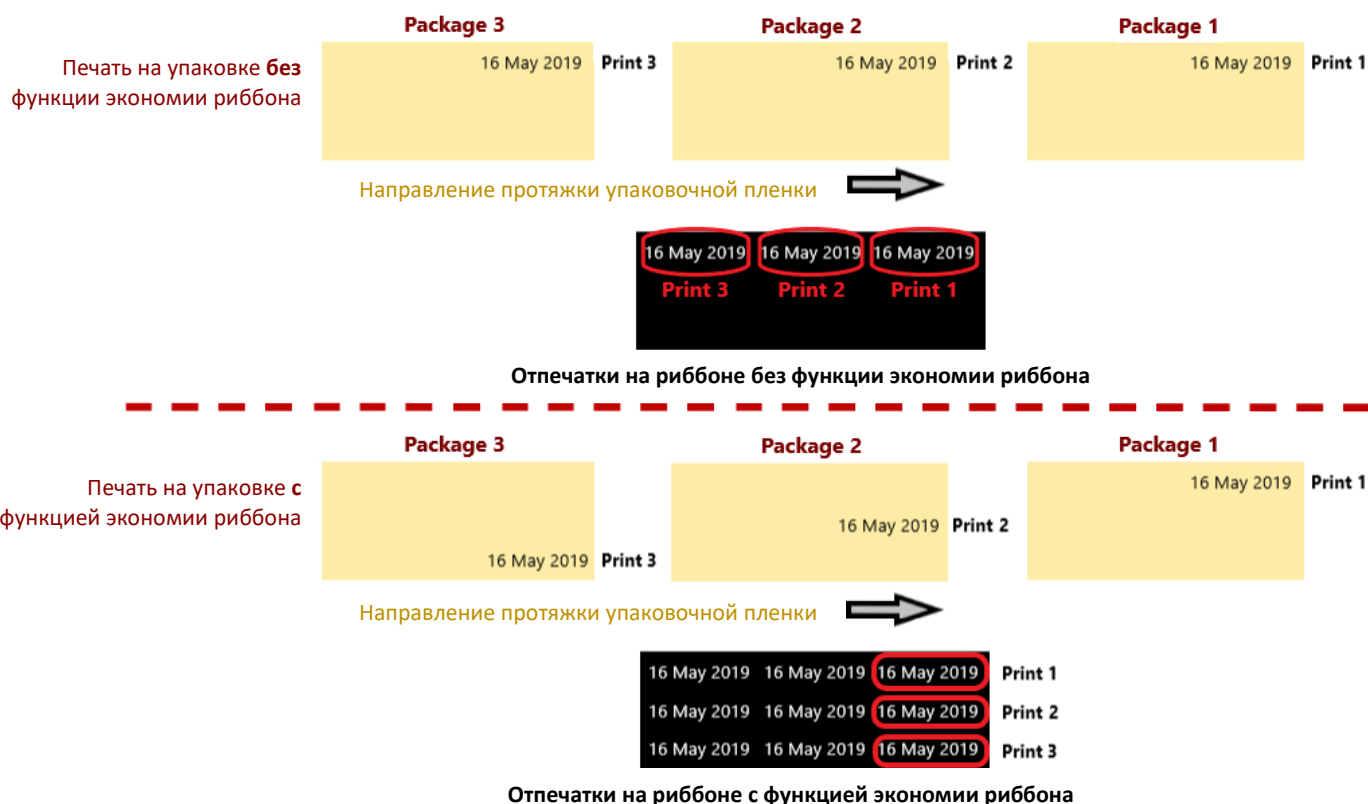 Package 3 Package 2 Package 1
Печать на упаковке без
функции экономии риббона
16 May 2019 Print 3 16 May 2019 Print 2 16 May 2019 Print 1
Направление протяжки упаковочной пленки
16 May 2019 16 May 2019 16 May 2019
Print 3 Print 2 Print 1
Отпечатки на риббоне без функции экономии риббона
Package 3 Package 2 Package 1
Печать на упаковке с
функцией экономии риббона
16 May 2019 Print 1
16 May 2019 Print 2
16 May 2019 Print 3
Направление протяжки упаковочной пленки
16 May 2019 16 May 2019 16 May 2019 Print 1
16 May 2019 16 May 2019 16 May 2019 Print 2
16 May 2019 16 May 2019 16 May 2019 Print 3
Отпечатки на риббоне с функцией экономии риббона